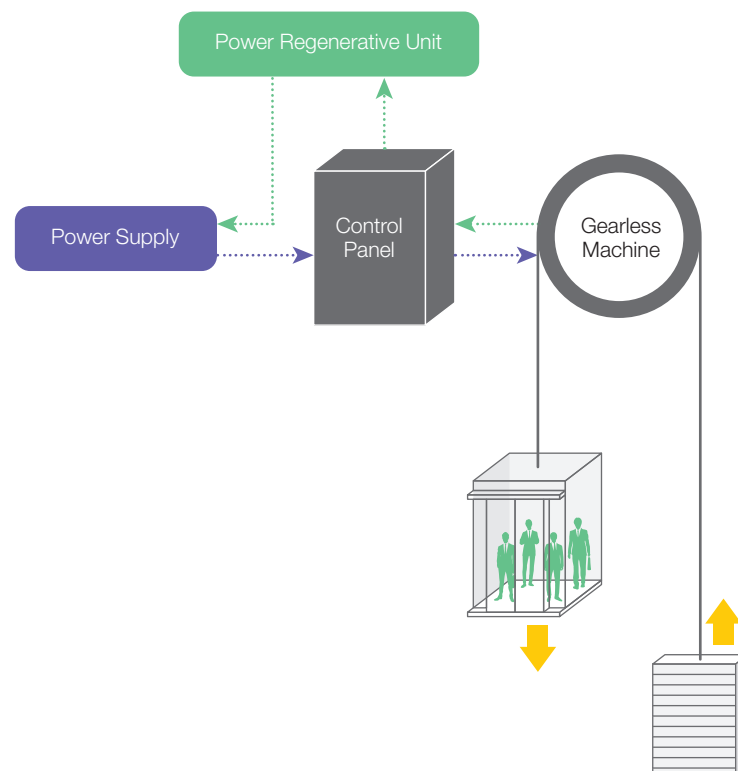 Power Regenerative Unit
Power Supply
Control
Panel
Gearless
Machine